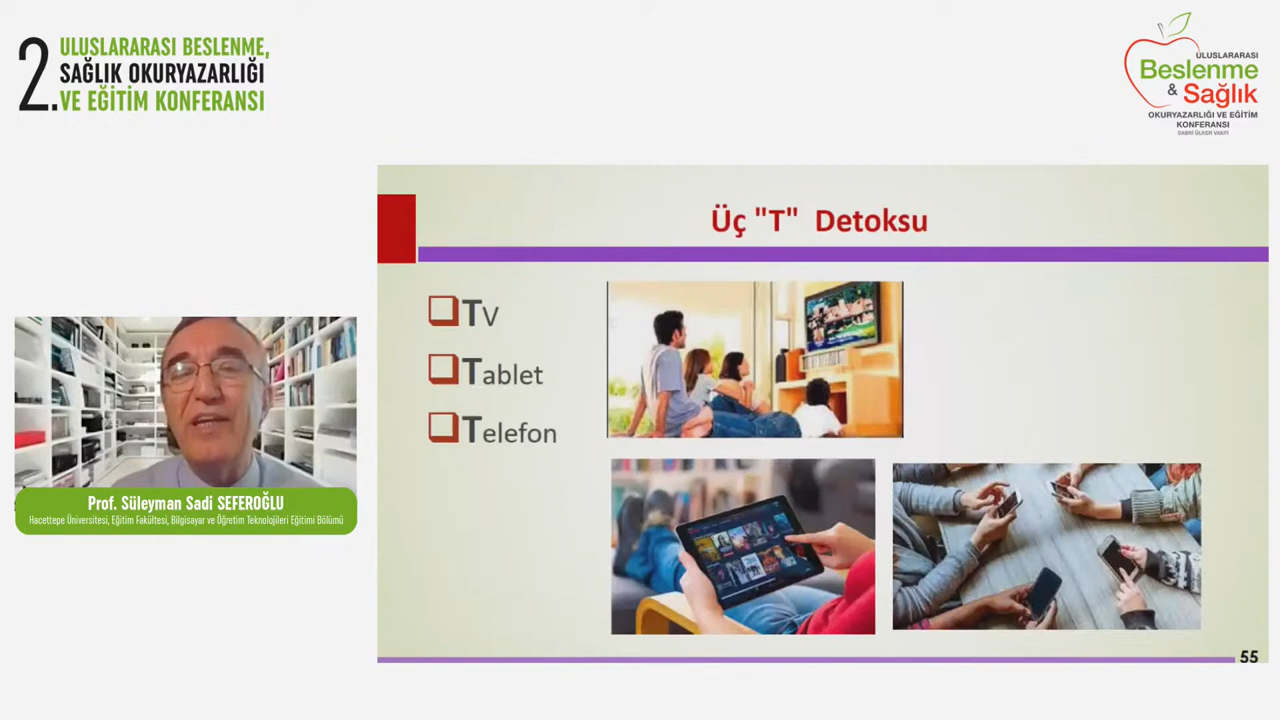 2. ULUSLARARASI BESLENME,
SAĞLIK OKURYAZARLIĞI
VE EĞİTİM KONFERANSI
ULUSLARARASI
Beslenme
& Sağlık
OKURYAZARLIĞI VE EĞİTİM
KONFERANSI
SABRİ ÜLKER VAKFI
Üç "T" Detoksu
Tv
Tablet
Telefon
Prof. Süleyman Sadi SEFEROĞLU
Hacettepe Üniversitesi, Eğitim Fakültesi, Bilgisayar ve Öğretim Teknolojileri Eğitimi Bölümü
55